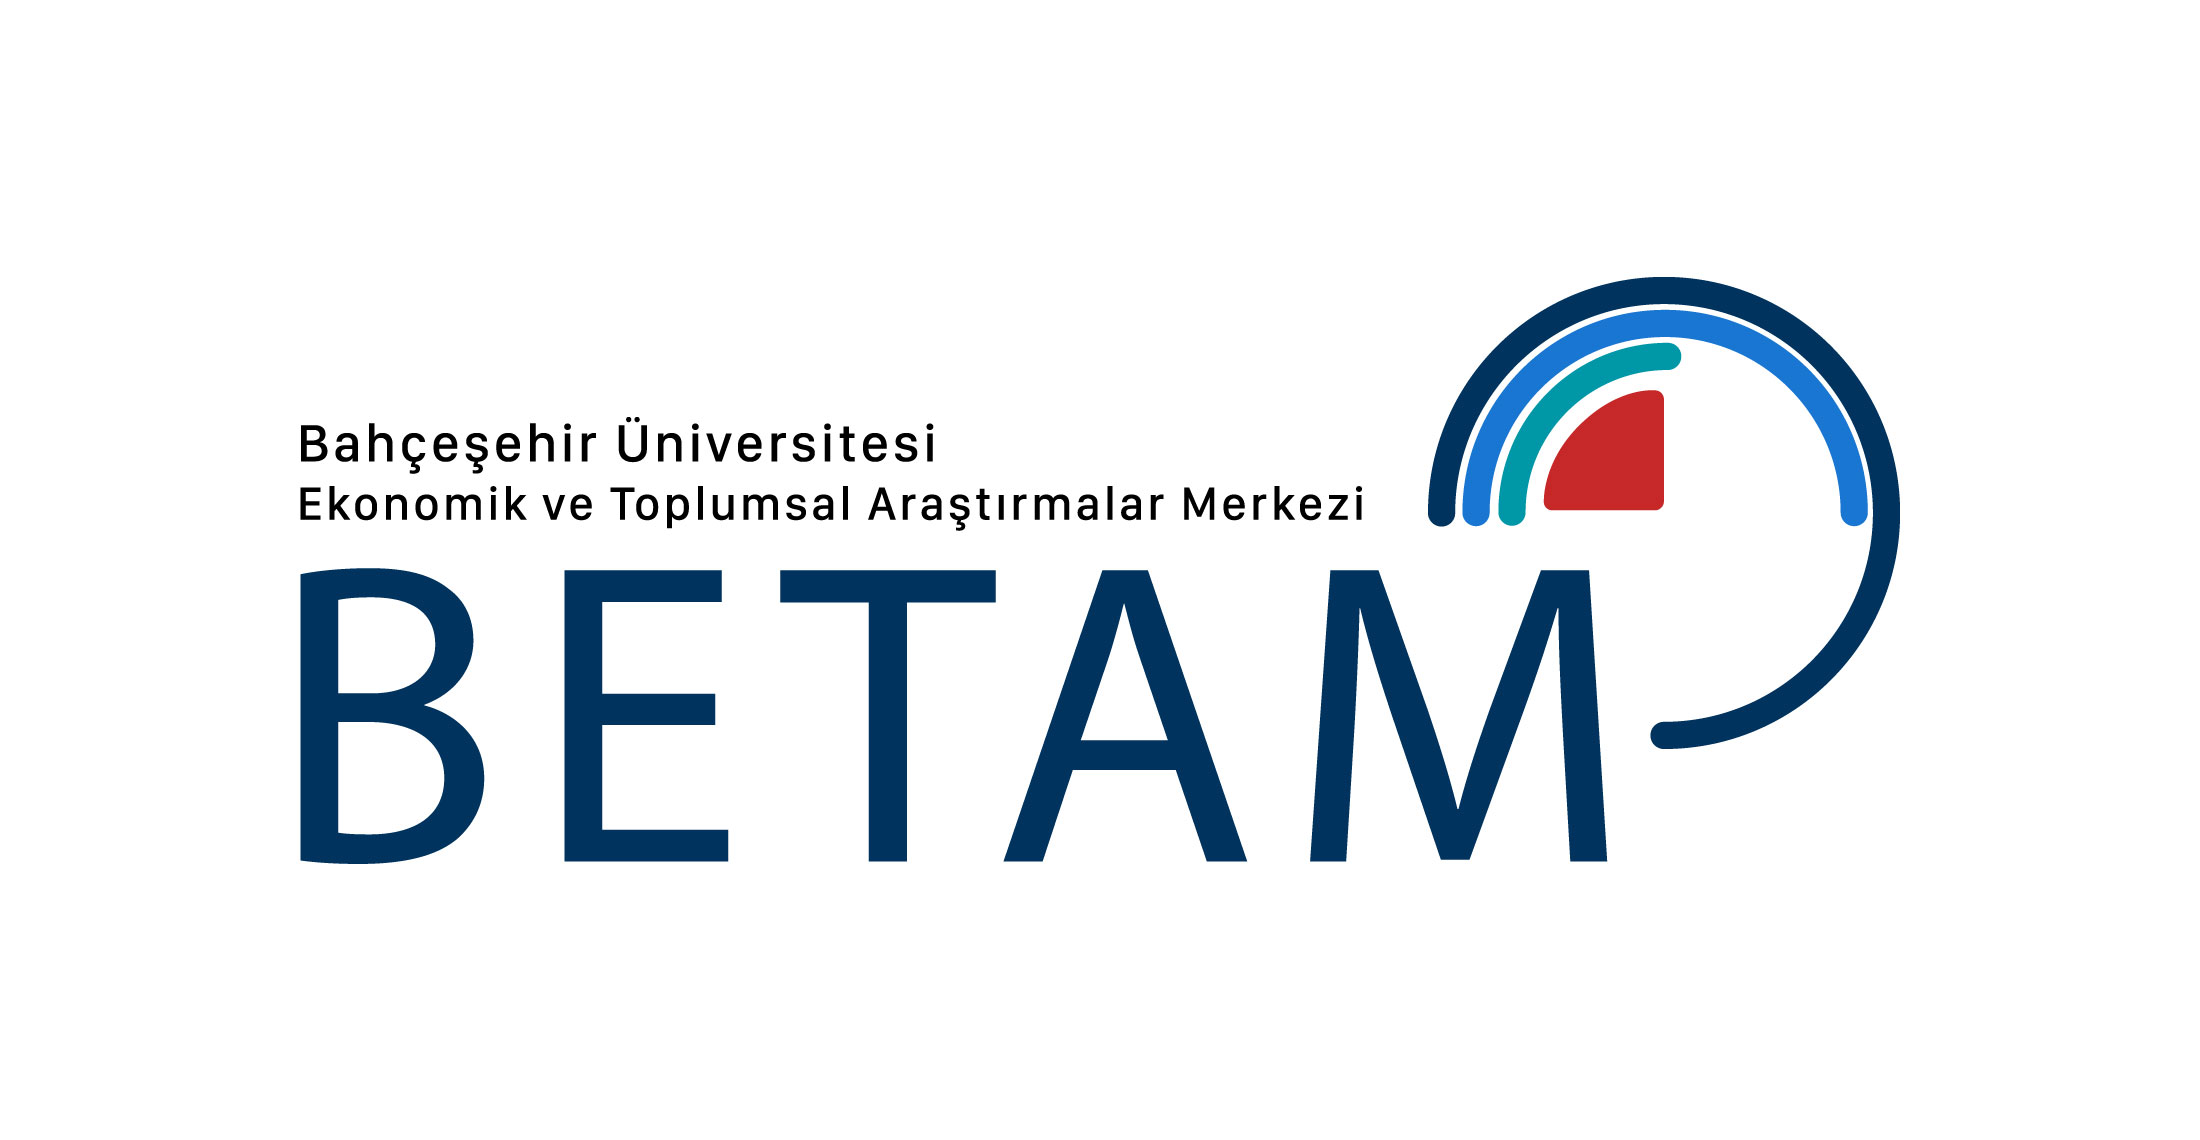 Bahçeşehir Üniversitesi
Ekonomik ve Toplumsal Araştırmalar Merkezi
BETAM